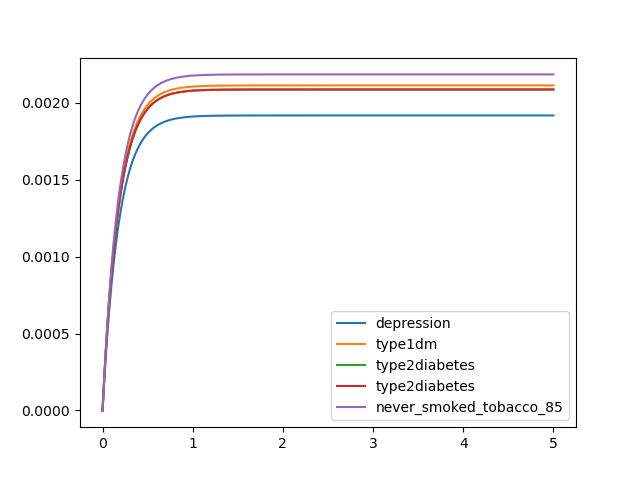 0.0020
0.0015
0.0010
0.0005
0.0000
0 1 2 3 4 5
depression
type1dm
type2diabetes
type2diabetes
never_smoked_tobacco_85